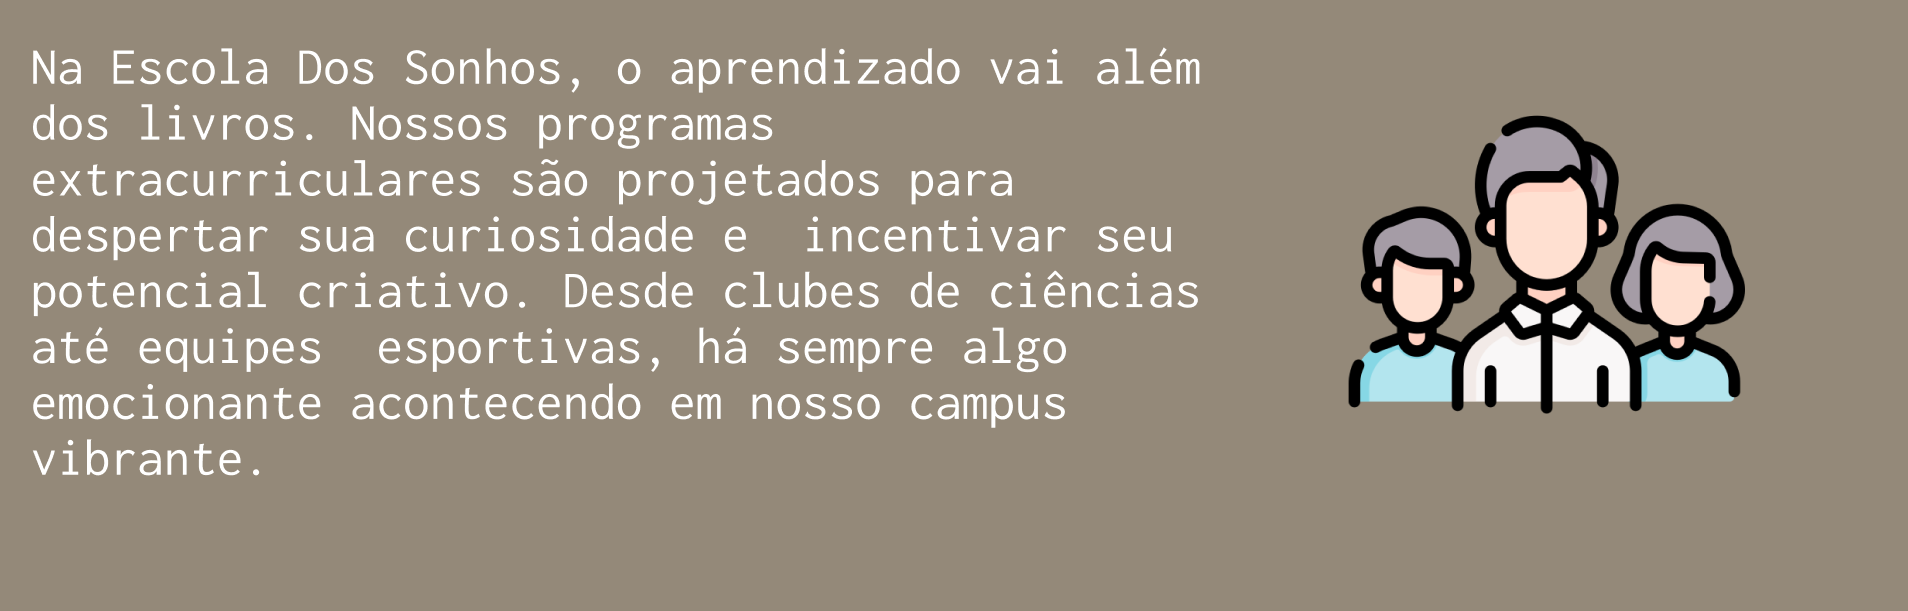 Na Escola Dos Sonhos, o aprendizado vai além
dos livros. Nossos programas
extracurriculares são projetados para
despertar sua curiosidade e  incentivar seu
potencial criativo. Desde clubes de ciências
até equipes  esportivas, há sempre algo
emocionante acontecendo em nosso campus
vibrante.